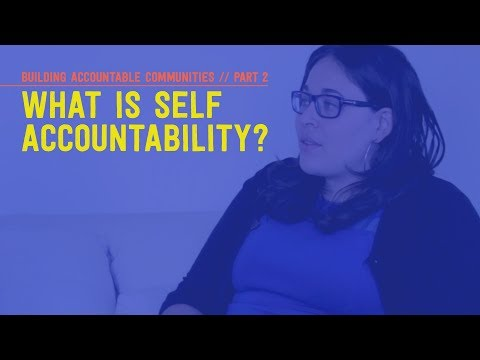 BUILDING ACCOUNTABLE COMMUNITIES // PART 2
WHAT IS SELF
ACCOUNTABILITY?